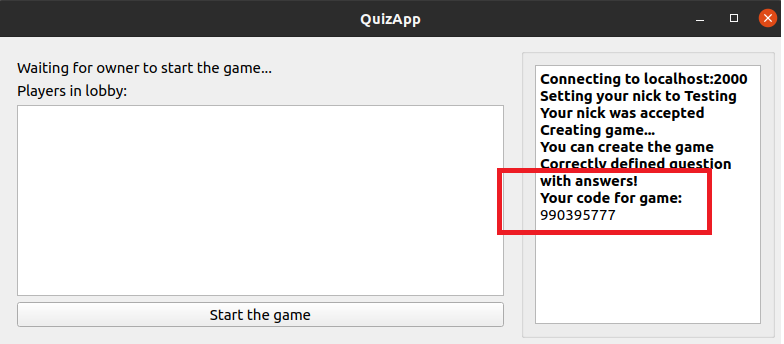 QuizApp
Waiting for owner to start the game...
Players in lobby:
Start the game
Connecting to localhost:2000
Setting your nick to Testing
Your nick was accepted
Creating game...
You can create the game
Correctly defined question
with answers!
Your code for game:
990395777